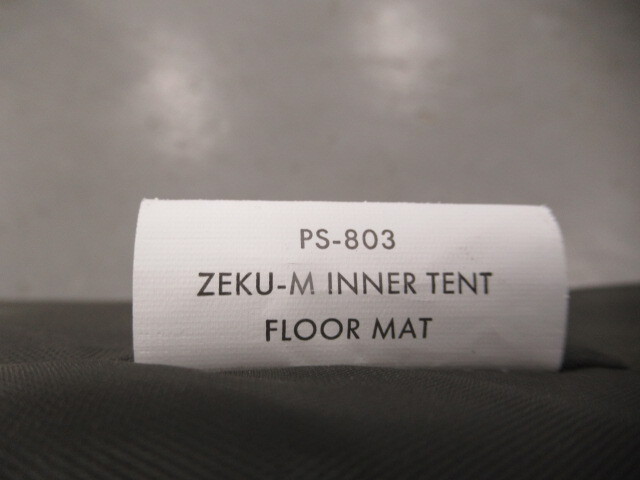 PS-803
ZEKU-M INNER TENT
FLOOR MAT